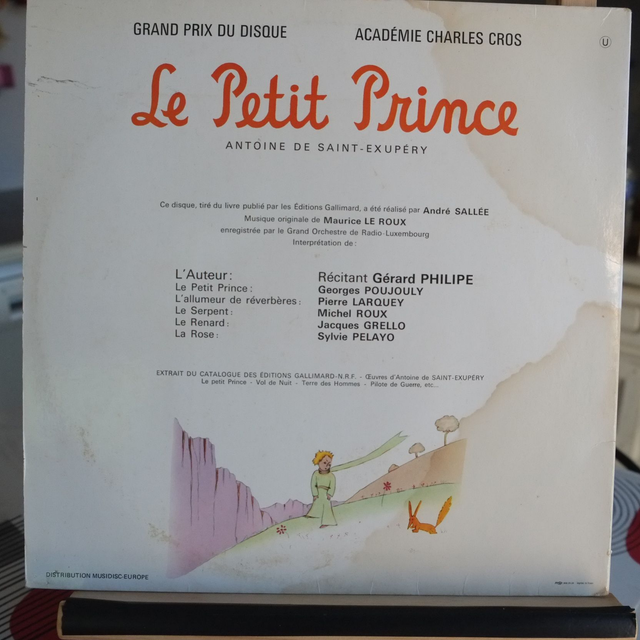 GRAND PRIX DU DISQUE
ACADÉMIE CHARLES CROS
U
Le Petit Prince
ANTOINE DE SAINT-EXUPÉRY
Ce disque, tiré du livre publié par les Éditions Gallimard, a été réalisé par André SALLÉE
Musique originale de Maurice LE ROUX
enregistrée par le Grand Orchestre de Radio-Luxembourg
Interprétation de :
L'Auteur : Récitant Gérard PHILIPE
Le Petit Prince : Georges POUJOULY
L'allumeur de réverbères : Pierre LARQUEY
Le Serpent : Michel ROUX
Le Renard : Jacques GRELLO
La Rose : Sylvie PELAYO
EXTRAIT DU CATALOGUE DES ÉDITIONS GALLIMARD-N.R.F. - Œuvres d'Antoine de SAINT-EXUPÉRY
Le petit Prince - Vol de Nuit - Terre des Hommes - Pilote de Guerre, etc...
DISTRIBUTION MUSIDISC-EUROPE